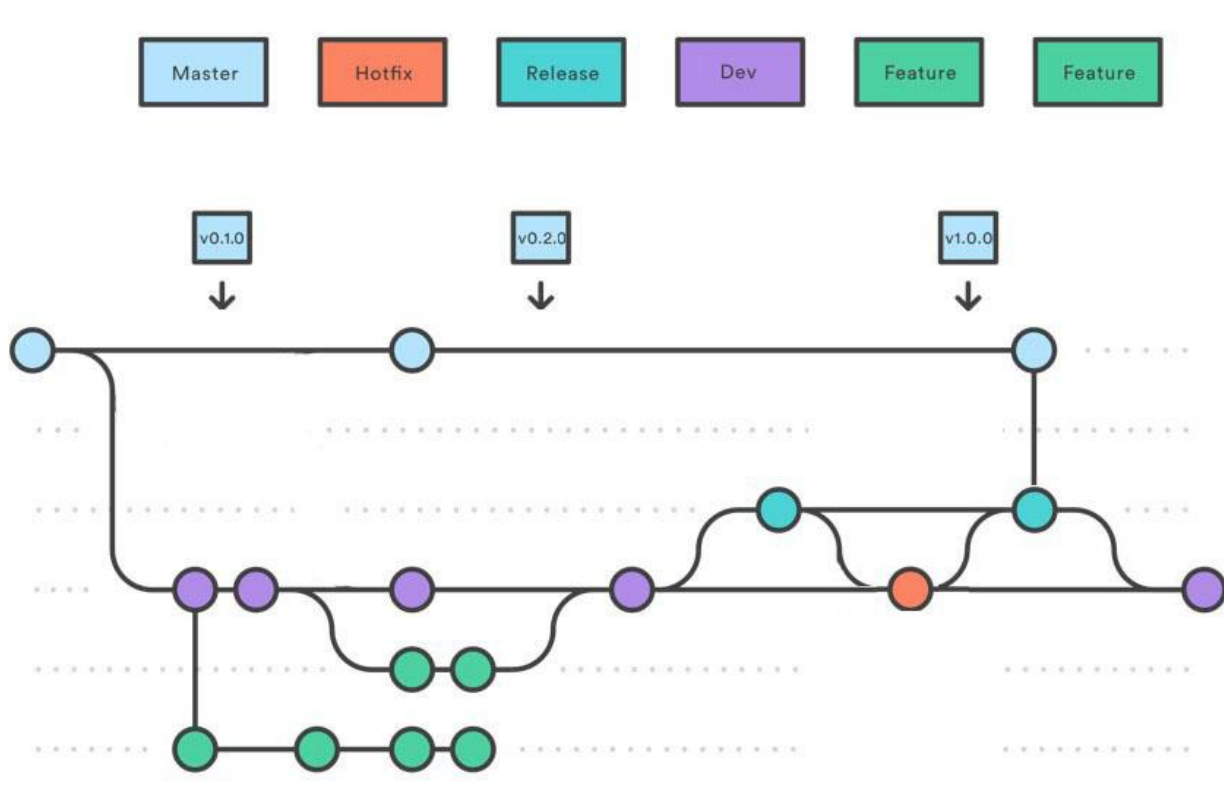 Master
Hotfix
Release
Dev
Feature
Feature
v0.1.0
v0.2.0
v1.0.0